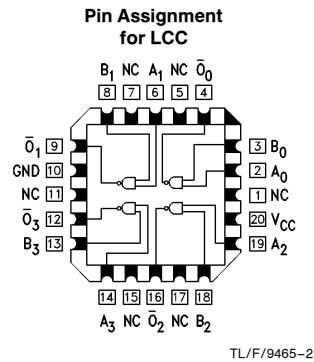 Pin Assignment
for LCC
B1 NC A1 NC Ō0
8 7 6 5 4
Ō1 9
GND 10
NC 11
Ō3 12
B3 13
3 B0
2 A0
1 NC
20 VCC
19 A2
14 15 16 17 18
A3 NC Ō2 NC B2
TL/F/9465–2